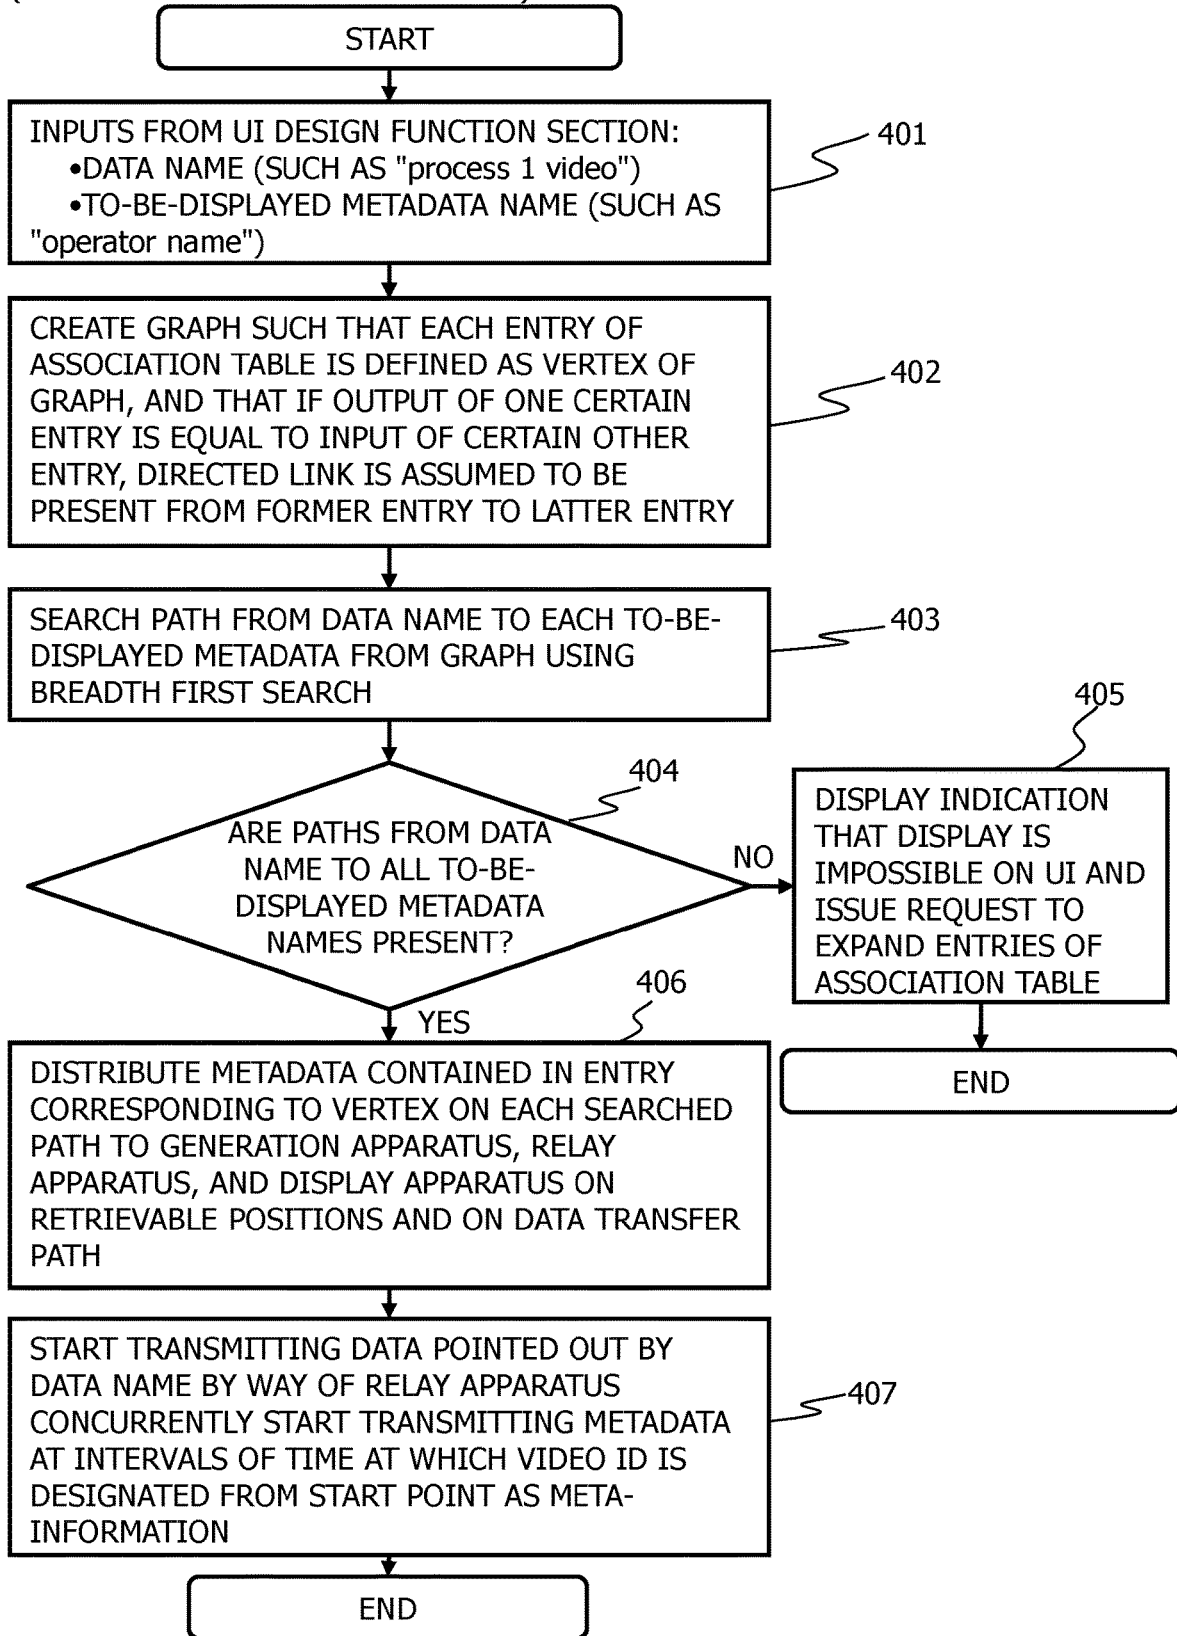 START
INPUTS FROM UI DESIGN FUNCTION SECTION:
•DATA NAME (SUCH AS "process 1 video")
•TO-BE-DISPLAYED METADATA NAME (SUCH AS
"operator name")
401
CREATE GRAPH SUCH THAT EACH ENTRY OF
ASSOCIATION TABLE IS DEFINED AS VERTEX OF
GRAPH, AND THAT IF OUTPUT OF ONE CERTAIN
ENTRY IS EQUAL TO INPUT OF CERTAIN OTHER
ENTRY, DIRECTED LINK IS ASSUMED TO BE
PRESENT FROM FORMER ENTRY TO LATTER ENTRY
402
SEARCH PATH FROM DATA NAME TO EACH TO-BE-
DISPLAYED METADATA FROM GRAPH USING
BREADTH FIRST SEARCH
403
404
ARE PATHS FROM DATA
NAME TO ALL TO-BE-
DISPLAYED METADATA
NAMES PRESENT?
NO
405
DISPLAY INDICATION
THAT DISPLAY IS
IMPOSSIBLE ON UI AND
ISSUE REQUEST TO
EXPAND ENTRIES OF
ASSOCIATION TABLE
END
YES
406
DISTRIBUTE METADATA CONTAINED IN ENTRY
CORRESPONDING TO VERTEX ON EACH SEARCHED
PATH TO GENERATION APPARATUS, RELAY
APPARATUS, AND DISPLAY APPARATUS ON
RETRIEVABLE POSITIONS AND ON DATA TRANSFER
PATH
START TRANSMITTING DATA POINTED OUT BY
DATA NAME BY WAY OF RELAY APPARATUS
CONCURRENTLY START TRANSMITTING METADATA
AT INTERVALS OF TIME AT WHICH VIDEO ID IS
DESIGNATED FROM START POINT AS META-
INFORMATION
407
END